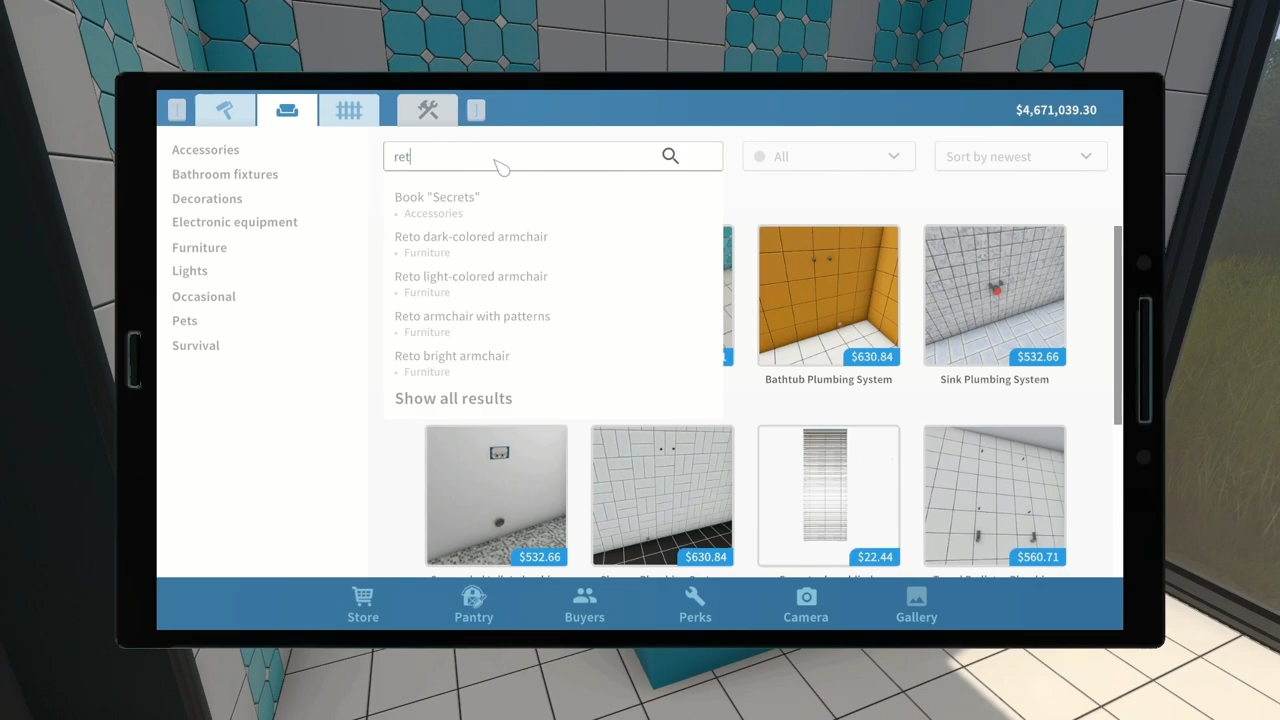 $4,671,039.30
Accessories
Bathroom fixtures
Decorations
Electronic equipment
Furniture
Lights
Occasional
Pets
Survival
ret
All
Sort by newest
Book "Secrets"
• Accessories
Reto dark-colored armchair
• Furniture
Reto light-colored armchair
• Furniture
Reto armchair with patterns
• Furniture
Reto bright armchair
• Furniture
Show all results
$630.84
$532.66
Bathtub Plumbing System
Sink Plumbing System
$532.66
$630.84
$22.44
$560.71
Store
Pantry
Buyers
Perks
Camera
Gallery